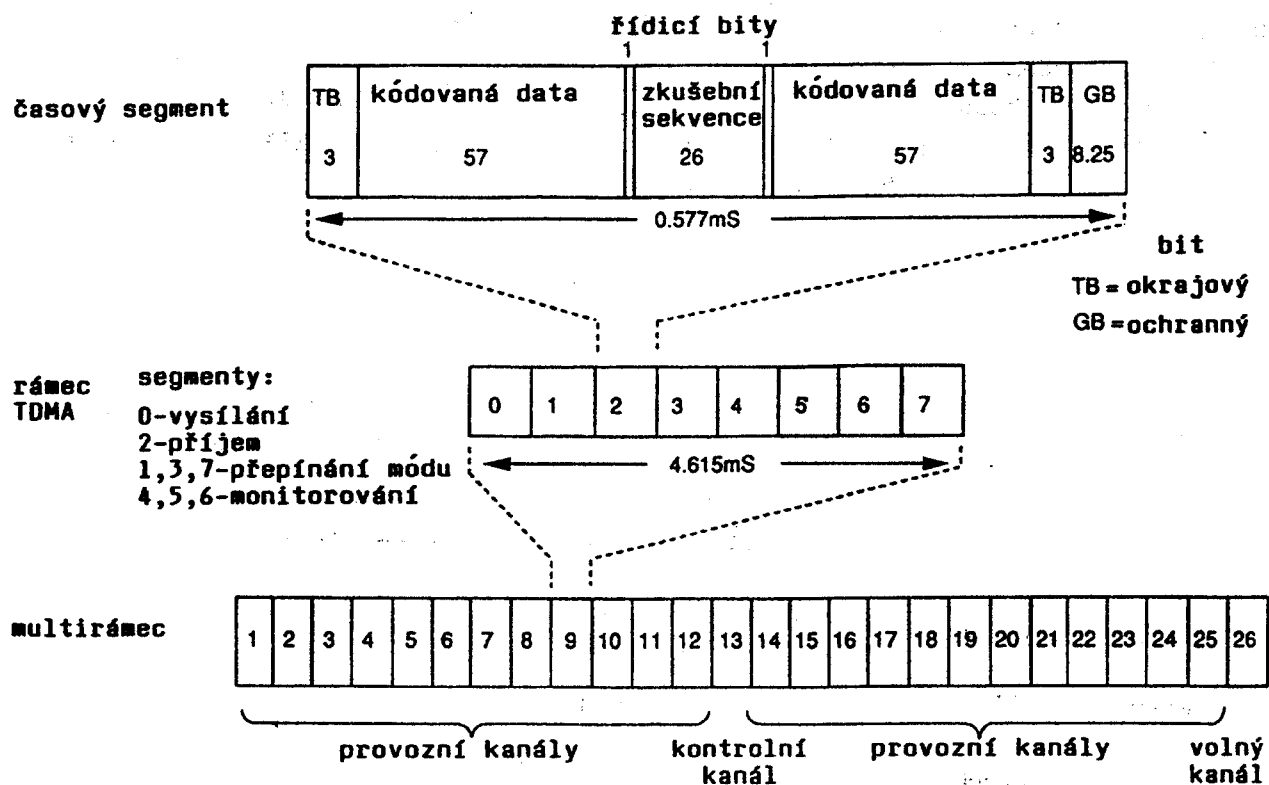 řídicí bity
1 1
časový segment
TB kódovaná data zkušební sekvence kódovaná data TB GB
3 57 26 57 3 8.25
0.577mS
bit
TB = okrajový
GB = ochranný
rámec TDMA
segmenty:
0-vysílání
2-příjem
1,3,7-přepínání módu
4,5,6-monitorování
0 1 2 3 4 5 6 7
4.615mS
multirámec
1 2 3 4 5 6 7 8 9 10 11 12 13 14 15 16 17 18 19 20 21 22 23 24 25 26
provozní kanály
kontrolní kanál
provozní kanály
volný kanál